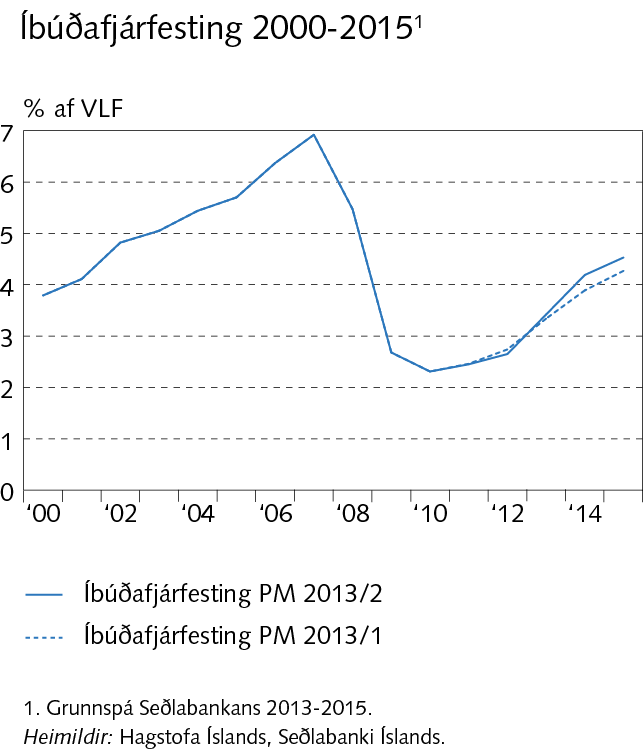 Íbúðafjárfesting 2000-2015¹
% af VLF
7
6
5
4
3
2
1
0
‘00 ‘02 ‘04 ‘06 ‘08 ‘10 ‘12 ‘14
Íbúðafjárfesting PM 2013/2
Íbúðafjárfesting PM 2013/1
1. Grunnspá Seðlabankans 2013-2015.
Heimildir: Hagstofa Íslands, Seðlabanki Íslands.